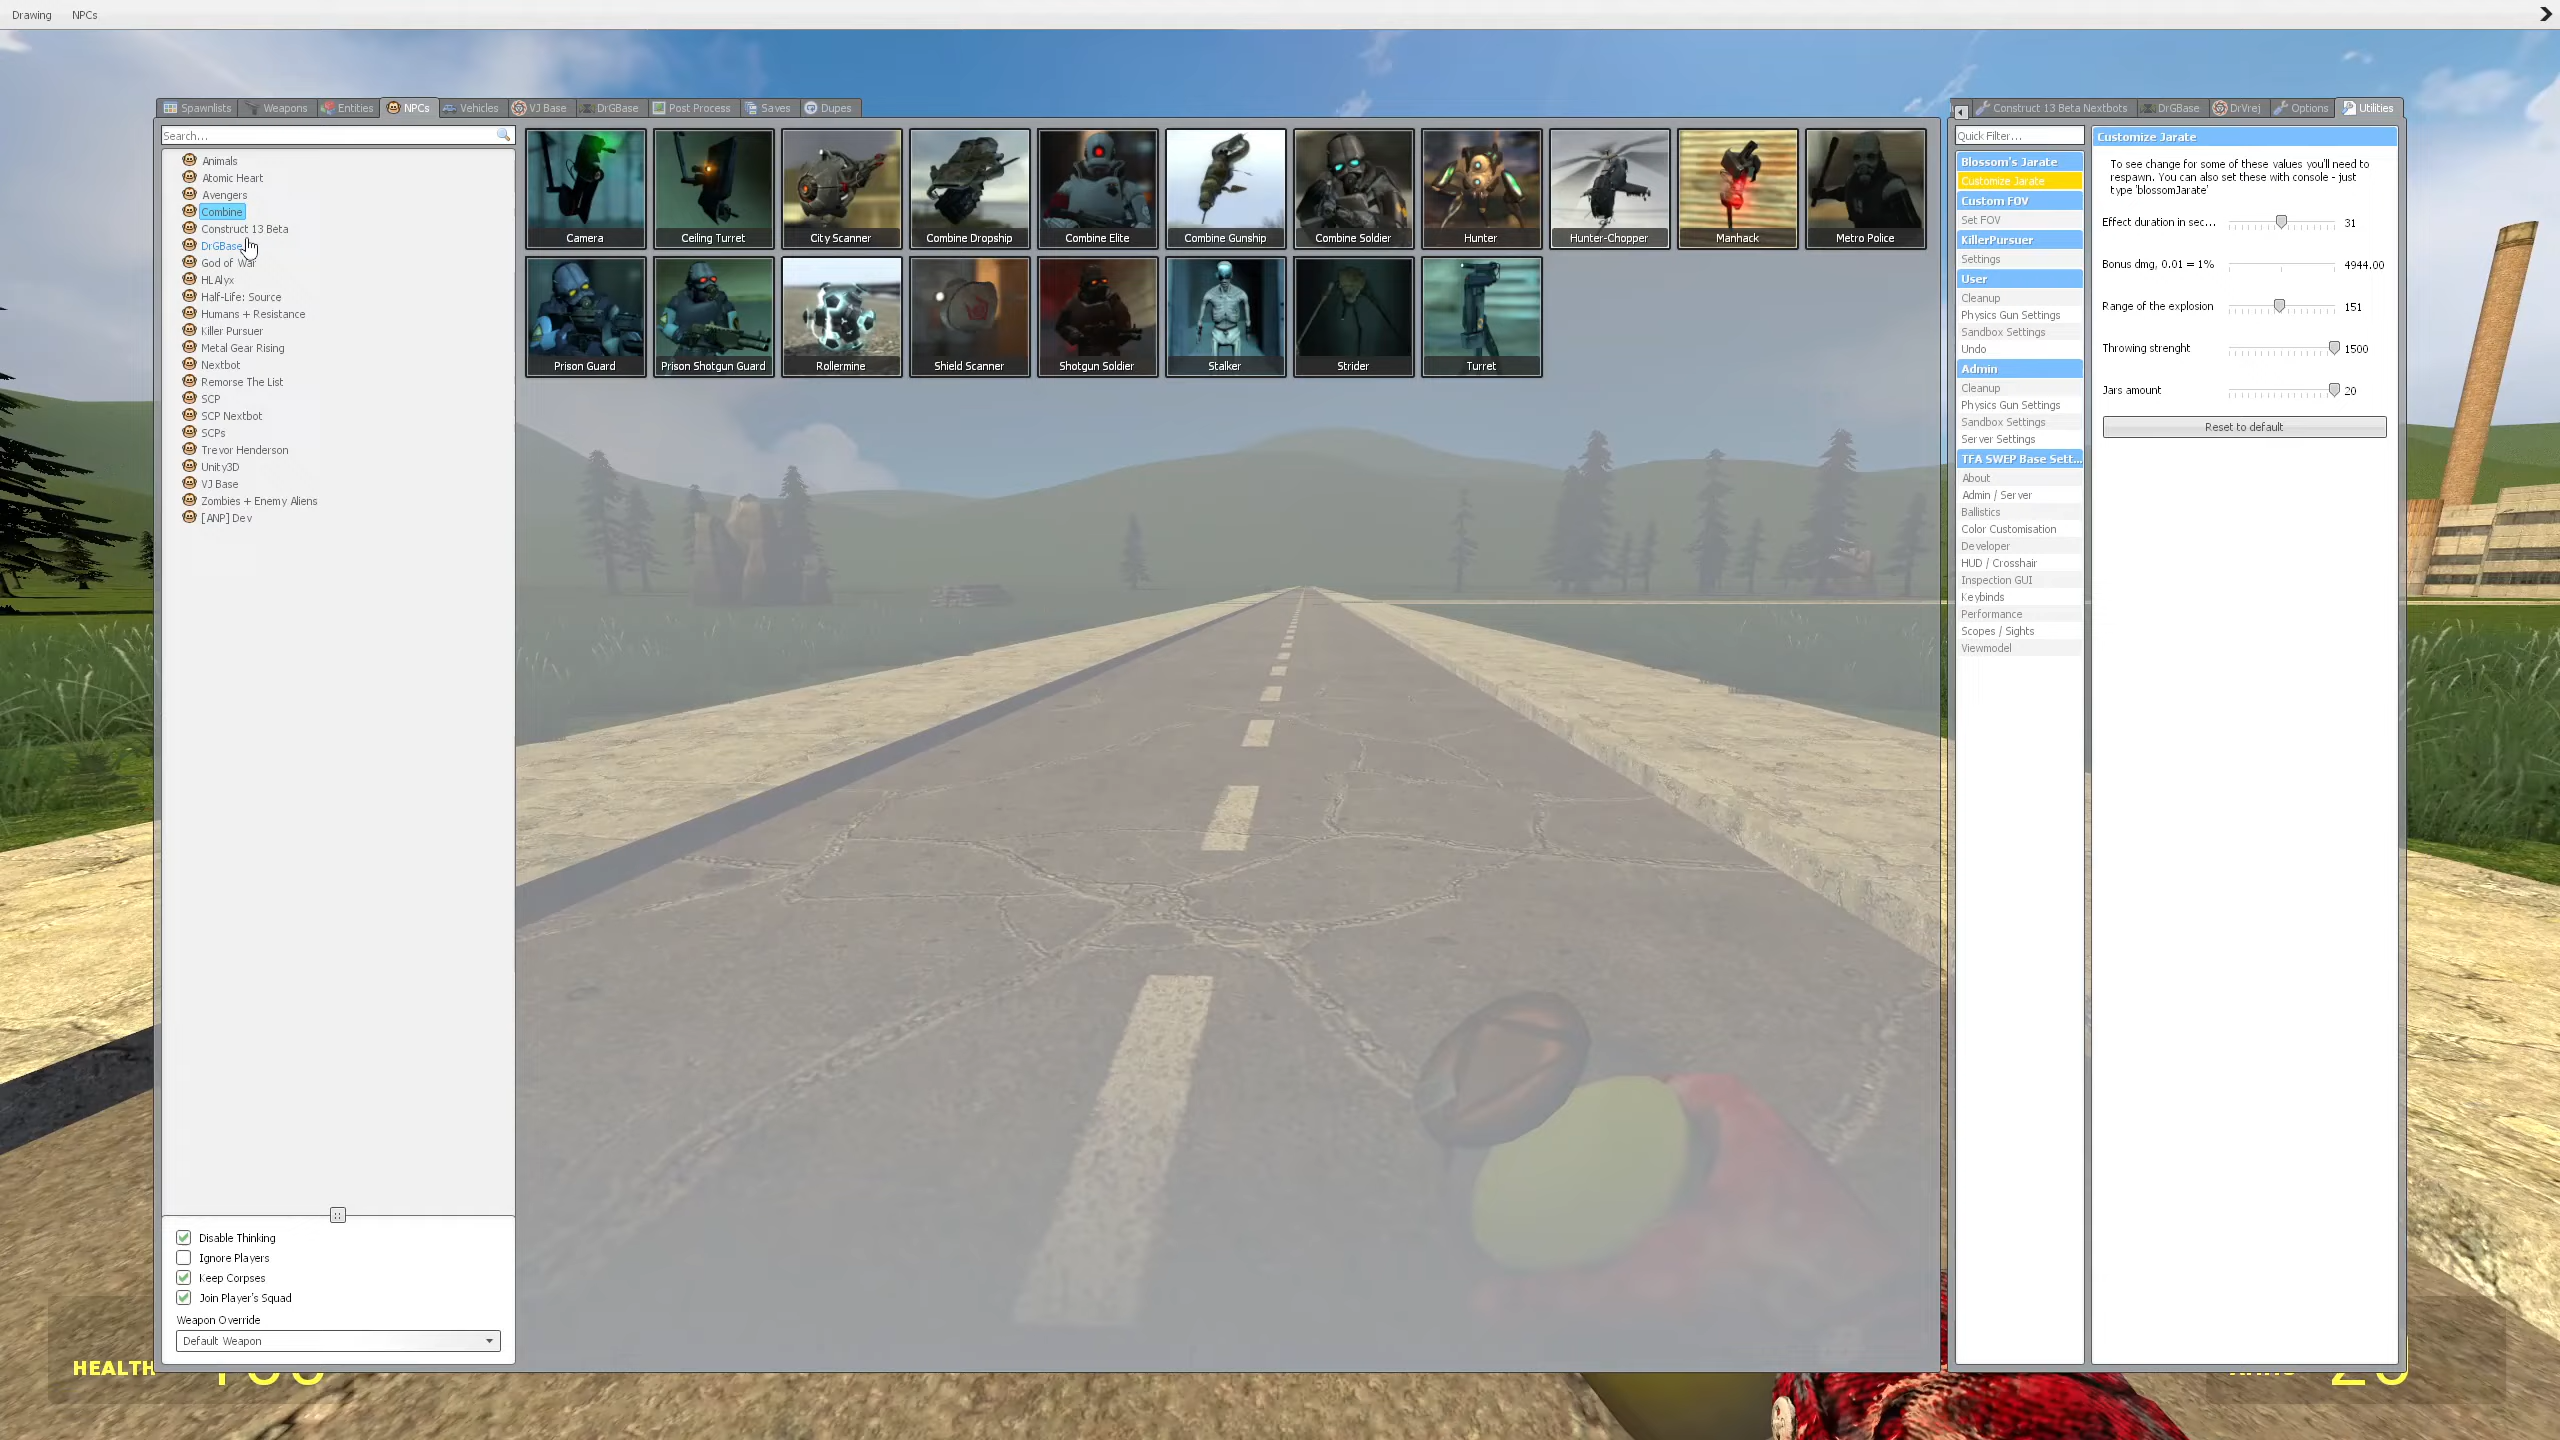 Drawing NPCs
Spawnlists Weapons Entities NPCs Vehicles VJ Base DrGBase Post Process Saves Dupes
Search...
Animals
Atomic Heart
Avengers
Combine
Construct 13 Beta
DrGBase
God of War
HLAlyx
Half-Life: Source
Humans + Resistance
Killer Pursuer
Metal Gear Rising
Nextbot
Remorse The List
SCP
SCP Nextbot
SCPs
Trevor Henderson
Unity3D
VJ Base
Zombies + Enemy Aliens
[ANP] Dev
Disable Thinking
Ignore Players
Keep Corpses
Join Player's Squad
Weapon Override
Default Weapon
HEALTH
Camera Ceiling Turret City Scanner Combine Dropship Combine Elite Combine Gunship Combine Soldier Hunter Hunter-Chopper Manhack Metro Police
Prison Guard Prison Shotgun Guard Rollermine Shield Scanner Shotgun Soldier Stalker Strider Turret
Construct 13 Beta Nextbots DrGBase DrVrej Options Utilities
Quick Filter...
Blossom's Jarate
Customize Jarate
Custom FOV
Set FOV
KillerPursuer
Settings
User
Cleanup
Physics Gun Settings
Sandbox Settings
Undo
Admin
Cleanup
Physics Gun Settings
Sandbox Settings
Server Settings
TFA SWEP Base Sett...
About
Admin / Server
Ballistics
Color Customisation
Developer
HUD / Crosshair
Inspection GUI
Keybinds
Performance
Scopes / Sights
Viewmodel
Customize Jarate
To see change for some of these values you'll need to
respawn. You can also set these with console - just
type 'blossomJarate'
Effect duration in sec... 31
Bonus dmg, 0.01 = 1% 4944.00
Range of the explosion 151
Throwing strenght 1500
Jars amount 20
Reset to default